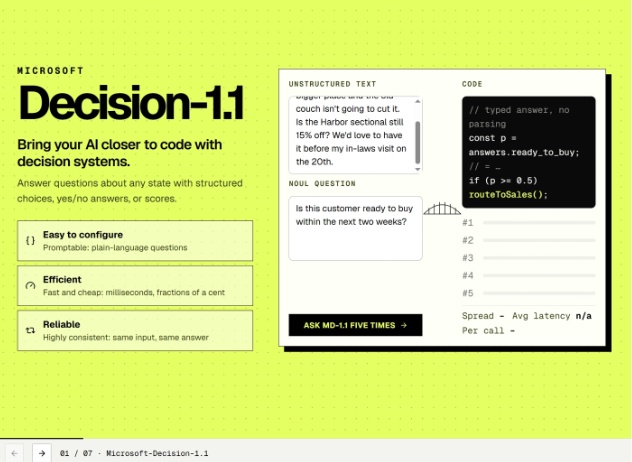 MICROSOFT
Decision-1.1
Bring your AI closer to code with
decision systems.
Answer questions about any state with structured
choices, yes/no answers, or scores.
{ } Easy to configure
Promptable: plain-language questions
Efficient
Fast and cheap: milliseconds, fractions of a cent
Reliable
Highly consistent: same input, same answer
UNSTRUCTURED TEXT
bigger place and the old
couch isn't going to cut it.
Is the Harbor sectional still
15% off? We'd love to have
it before my in-laws visit on
the 20th.
NOUL QUESTION
Is this customer ready to buy
within the next two weeks?
ASK MD-1.1 FIVE TIMES →
CODE
// typed answer, no
parsing
const p =
answers.ready_to_buy;
// = …
if (p >= 0.5)
routeToSales();
#1
#2
#3
#4
#5
Spread – Avg latency n/a
Per call –
← → 01 / 07 · Microsoft-Decision-1.1